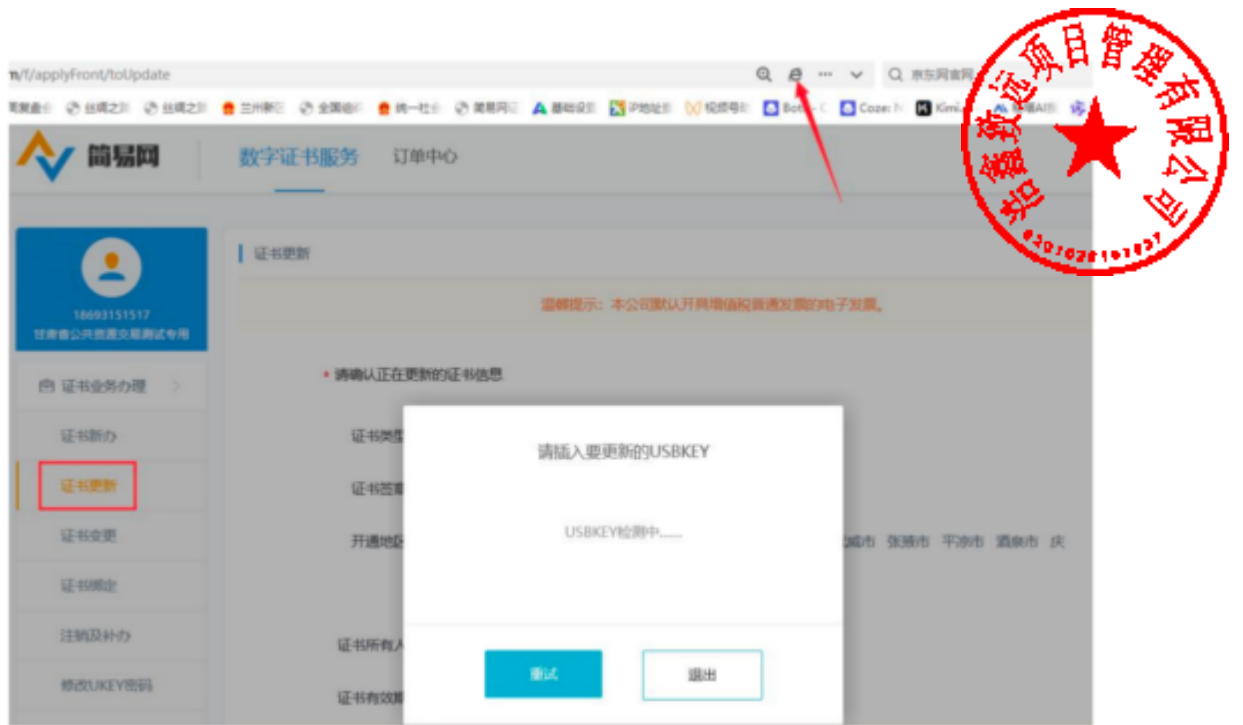 n/f/applyFront/toUpdate
京东网官网
全国组 统一社 简易网 基础设 IP地址 视频号 Coze: Kimi
简易网 数字证书服务 订单中心
项目管理有限公司
18693151517
甘肃省公共资源交易测试专用
证书更新
温馨提示：本公司默认开具增值税普通发票的电子发票。
证书业务办理
* 请确认正在更新的证书信息
证书新办
证书类型
证书更新
证书签章
证书变更
开通地区
威市 张掖市 平凉市 酒泉市 庆
证书绑定
注销及补办
证书所有人
修改UKEY密码
证书有效期
请插入要更新的USBKEY
USBKEY检测中......
重试 退出